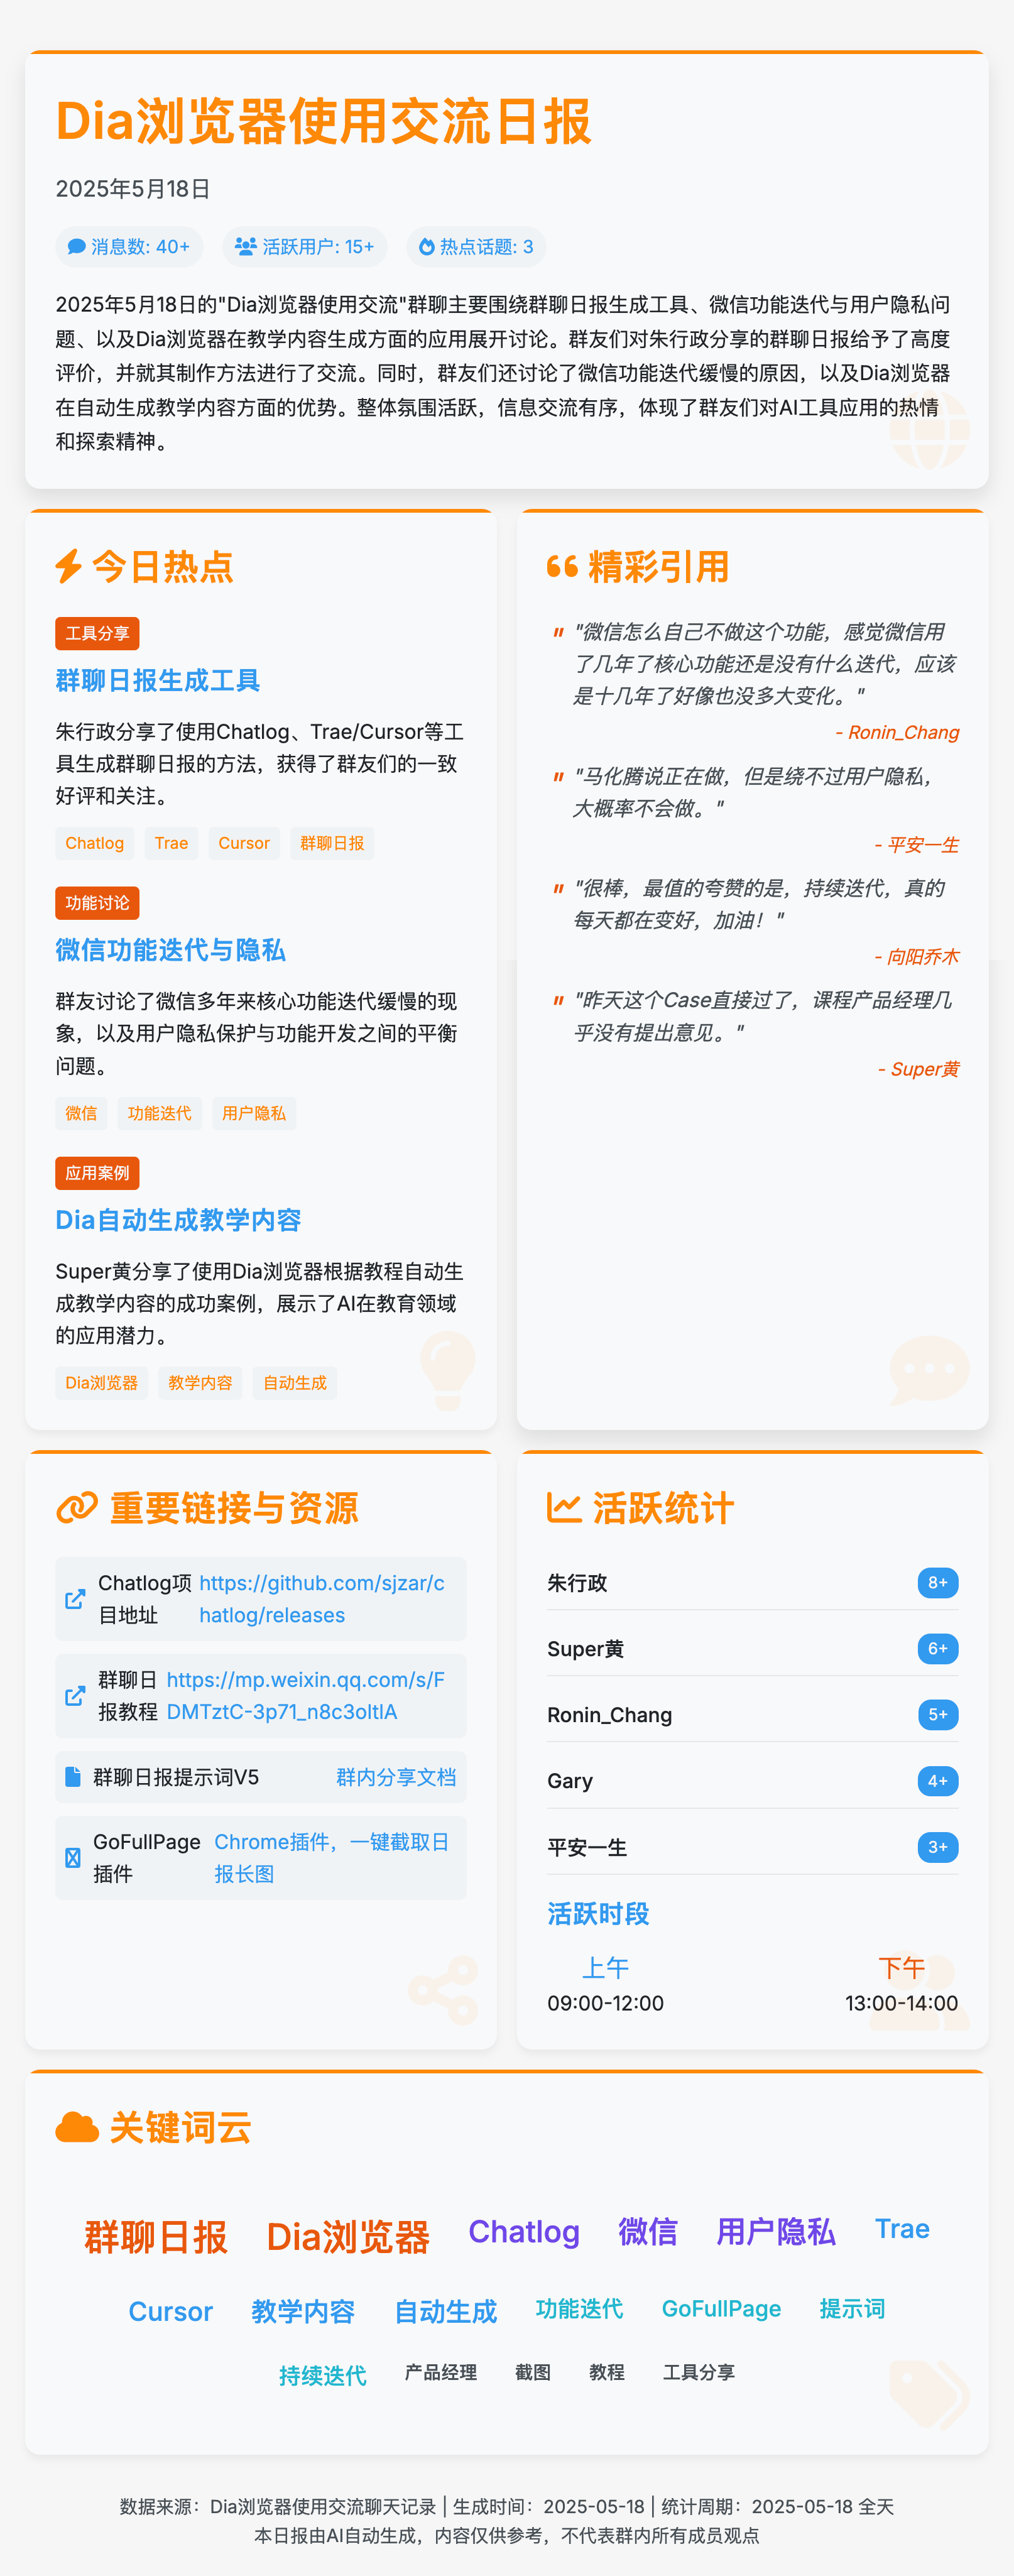 Dia浏览器使用交流日报
2025年5月18日
消息数: 40+
活跃用户: 15+
热点话题: 3
2025年5月18日的"Dia浏览器使用交流"群聊主要围绕群聊日报生成工具、微信功能迭代与用户隐私问
题、以及Dia浏览器在教学内容生成方面的应用展开讨论。群友们对朱行政分享的群聊日报给予了高度
评价，并就其制作方法进行了交流。同时，群友们还讨论了微信功能迭代缓慢的原因，以及Dia浏览器
在自动生成教学内容方面的优势。整体氛围活跃，信息交流有序，体现了群友们对AI工具应用的热情
和探索精神。
今日热点
工具分享
群聊日报生成工具
朱行政分享了使用Chatlog、Trae/Cursor等工
具生成群聊日报的方法，获得了群友们的一致
好评和关注。
Chatlog
Trae
Cursor
群聊日报
功能讨论
微信功能迭代与隐私
群友讨论了微信多年来核心功能迭代缓慢的现
象，以及用户隐私保护与功能开发之间的平衡
问题。
微信
功能迭代
用户隐私
应用案例
Dia自动生成教学内容
Super黄分享了使用Dia浏览器根据教程自动生
成教学内容的成功案例，展示了AI在教育领域
的应用潜力。
Dia浏览器
教学内容
自动生成
精彩引用
"
"微信怎么自己不做这个功能，感觉微信用
了几年了核心功能还是没有什么迭代，应该
是十几年了好像也没多大变化。"
- Ronin_Chang
"
"马化腾说正在做，但是绕不过用户隐私，
大概率不会做。"
- 平安一生
"
"很棒，最值的夸赞的是，持续迭代，真的
每天都在变好，加油！"
- 向阳乔木
"
"昨天这个Case直接过了，课程产品经理几
乎没有提出意见。"
- Super黄
重要链接与资源
Chatlog项
目地址
https://github.com/sjzar/c
hatlog/releases
群聊日
报教程
https://mp.weixin.qq.com/s/F
DMTztC-3p71_n8c3oItIA
群聊日报提示词V5
群内分享文档
GoFullPage
插件
Chrome插件，一键截取日
报长图
活跃统计
朱行政
8+
Super黄
6+
Ronin_Chang
5+
Gary
4+
平安一生
3+
活跃时段
上午
09:00-12:00
下午
13:00-14:00
关键词云
群聊日报 Dia浏览器 Chatlog 微信 用户隐私 Trae
Cursor 教学内容 自动生成 功能迭代 GoFullPage 提示词
持续迭代 产品经理 截图 教程 工具分享
数据来源：Dia浏览器使用交流聊天记录 | 生成时间：2025-05-18 | 统计周期：2025-05-18 全天
本日报由AI自动生成，内容仅供参考，不代表群内所有成员观点